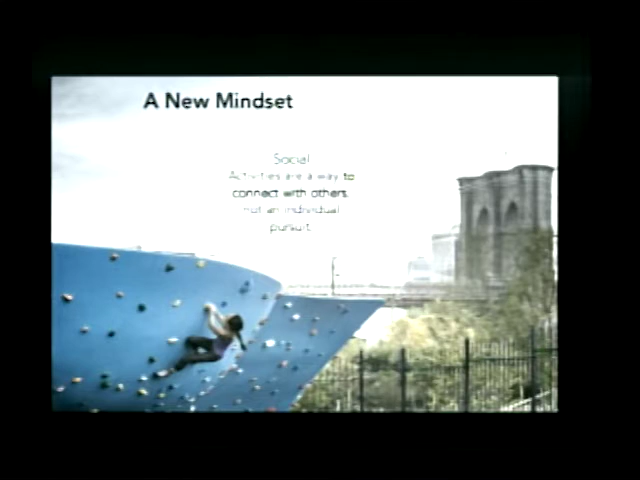 A New Mindset
Social
Activities are a way to
connect with others
not an individual
pursuit.